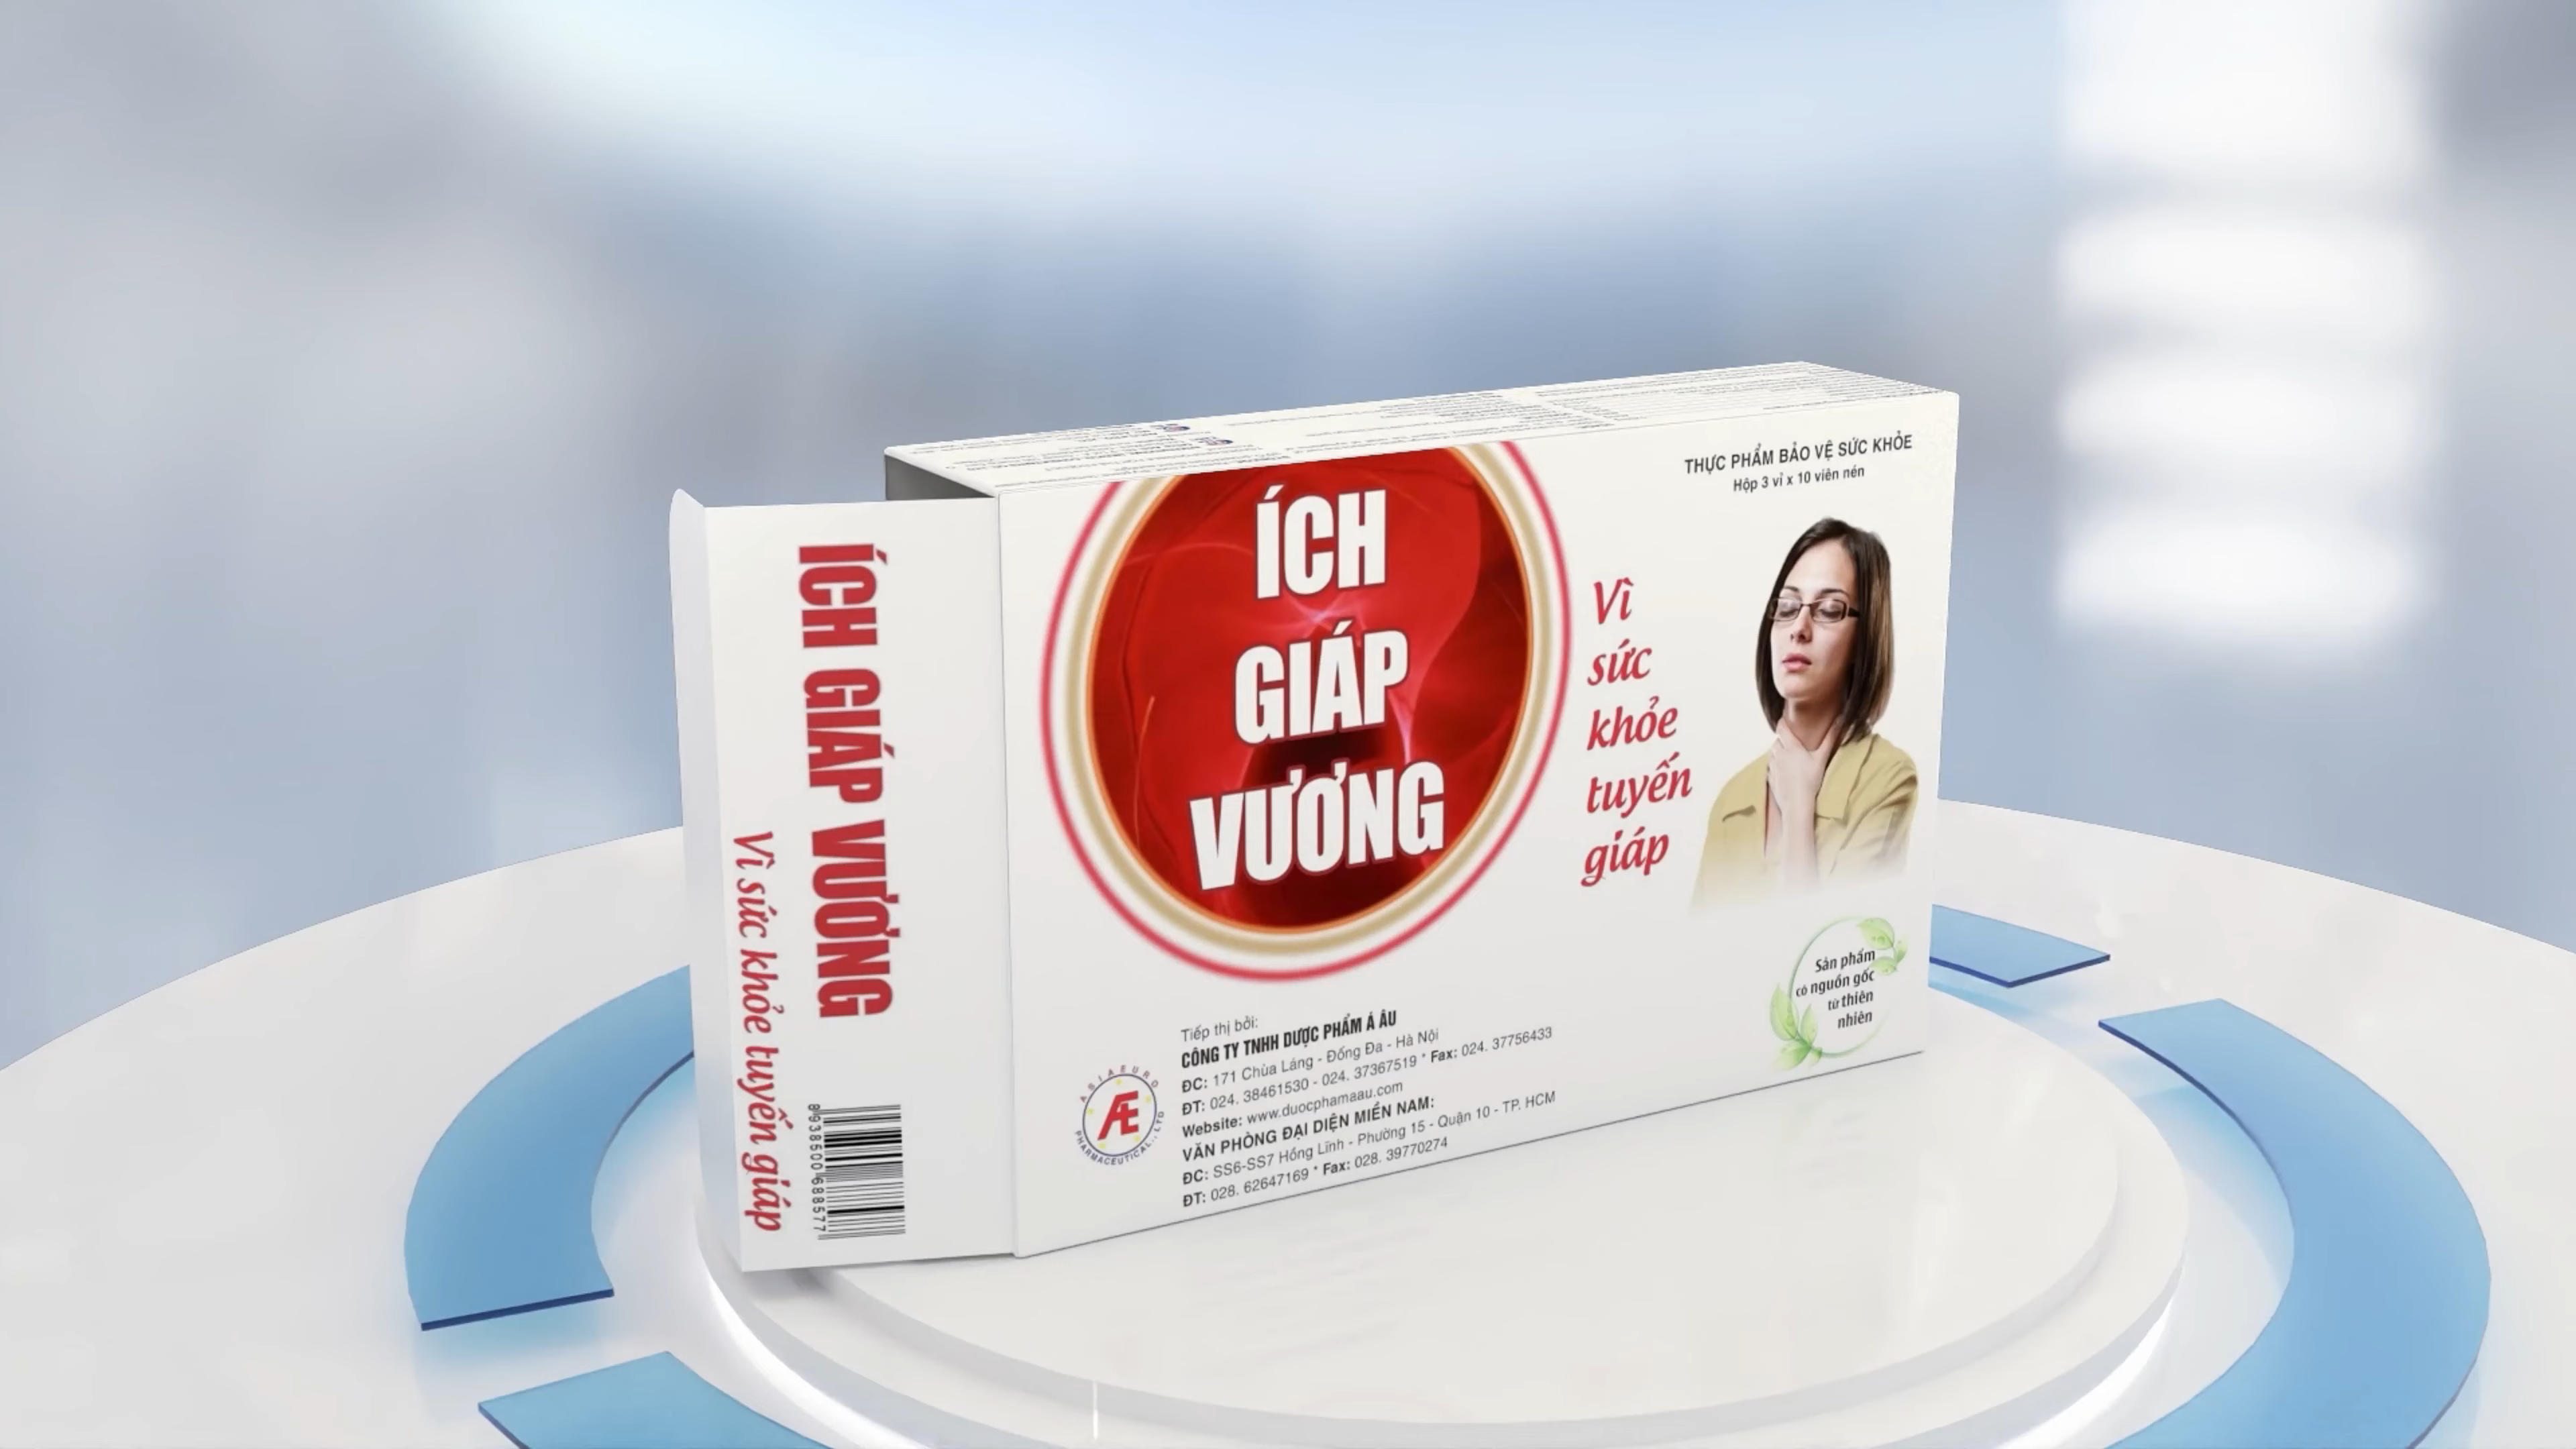 ÍCH GIÁP VƯƠNG
Vì sức khỏe tuyến giáp
8938500688577
ÍCH
GIÁP
VƯƠNG
THỰC PHẨM BẢO VỆ SỨC KHỎE
Hộp 3 vỉ x 10 viên nén
Vì
sức
khỏe
tuyến
giáp
Sản phẩm
có nguồn gốc
từ thiên
nhiên
ASIAEURO
Æ
PHARMACEUTICAL., LTD
Tiếp thị bởi:
CÔNG TY TNHH DƯỢC PHẨM Á ÂU
ĐC: 171 Chùa Láng - Đống Đa - Hà Nội
ĐT: 024. 38461530 - 024. 37367519 * Fax: 024. 37756433
Website: www.duocphamaau.com
VĂN PHÒNG ĐẠI DIỆN MIỀN NAM:
ĐC: SS6-SS7 Hồng Lĩnh - Phường 15 - Quận 10 - TP. HCM
ĐT: 028. 62647169 * Fax: 028. 39770274